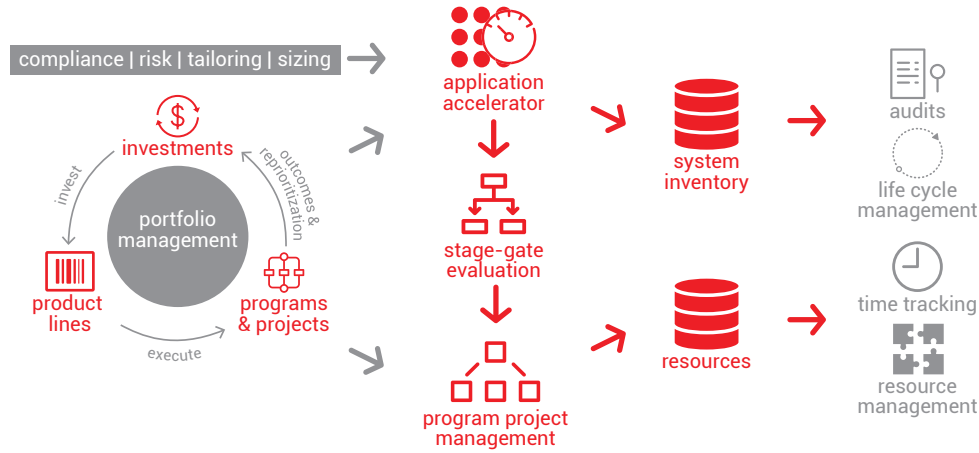 compliance | risk | tailoring | sizing
investments
invest
outcomes &
reprioritization
portfolio
management
product
lines
programs
& projects
execute
application
accelerator
stage-gate
evaluation
program project
management
system
inventory
resources
audits
life cycle
management
time tracking
resource
management